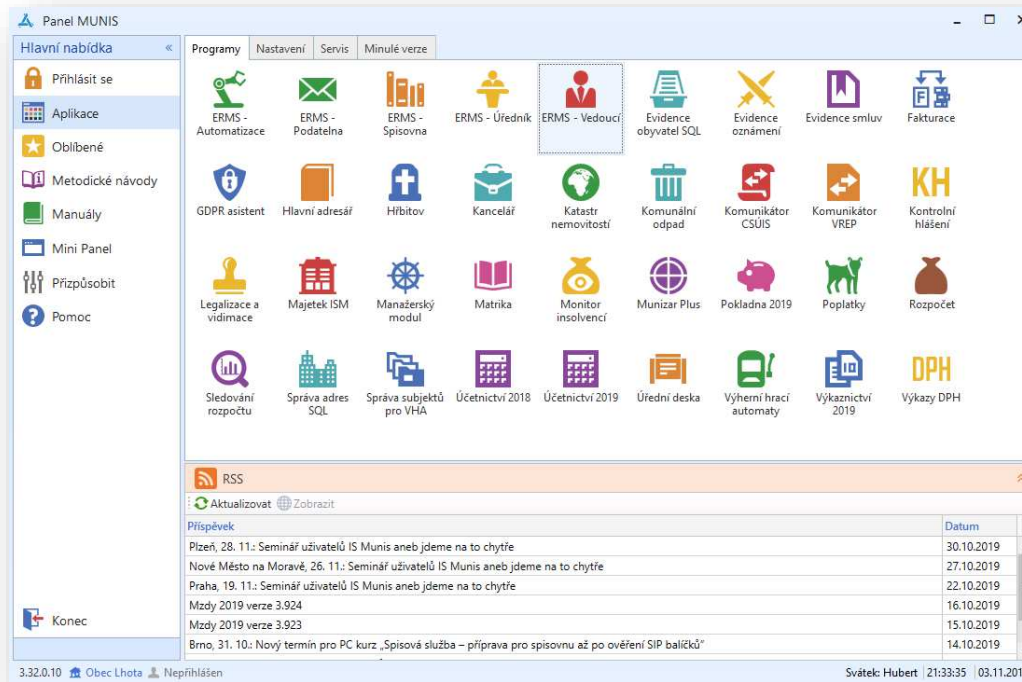 Panel MUNIS
Hlavní nabídka «
Přihlásit se
Aplikace
Oblíbené
Metodické návody
Manuály
Mini Panel
Přizpůsobit
Pomoc
Konec
Programy Nastavení Servis Minulé verze
ERMS - Automatizace
ERMS - Podatelna
ERMS - Spisovna
ERMS - Úředník
ERMS - Vedoucí
Evidence obyvatel SQL
Evidence oznámení
Evidence smluv
Fakturace
GDPR asistent
Hlavní adresář
Hřbitov
Kancelář
Katastr nemovitostí
Komunální odpad
Komunikátor CSÚIS
Komunikátor VREP
KH
Kontrolní hlášení
Legalizace a vidimace
Majetek ISM
Manažerský modul
Matrika
Monitor insolvencí
Munizar Plus
Pokladna 2019
Poplatky
Rozpočet
Sledování rozpočtu
Správa adres SQL
Správa subjektů pro VHA
Účetnictví 2018
Účetnictví 2019
Úřední deska
Výherní hrací automaty
Výkaznictví 2019
DPH
Výkazy DPH
RSS
Aktualizovat Zobrazit
Příspěvek Datum
Plzeň, 28. 11.: Seminář uživatelů IS Munis aneb jdeme na to chytře 30.10.2019
Nové Město na Moravě, 26. 11.: Seminář uživatelů IS Munis aneb jdeme na to chytře 27.10.2019
Praha, 19. 11.: Seminář uživatelů IS Munis aneb jdeme na to chytře 22.10.2019
Mzdy 2019 verze 3.924 16.10.2019
Mzdy 2019 verze 3.923 15.10.2019
Brno, 31. 10.: Nový termín pro PC kurz „Spisová služba – příprava pro spisovnu až po ověření SIP balíčků“ 14.10.2019
3.32.0.10 Obec Lhota Nepřihlášen Svátek: Hubert 21:33:35 03.11.201